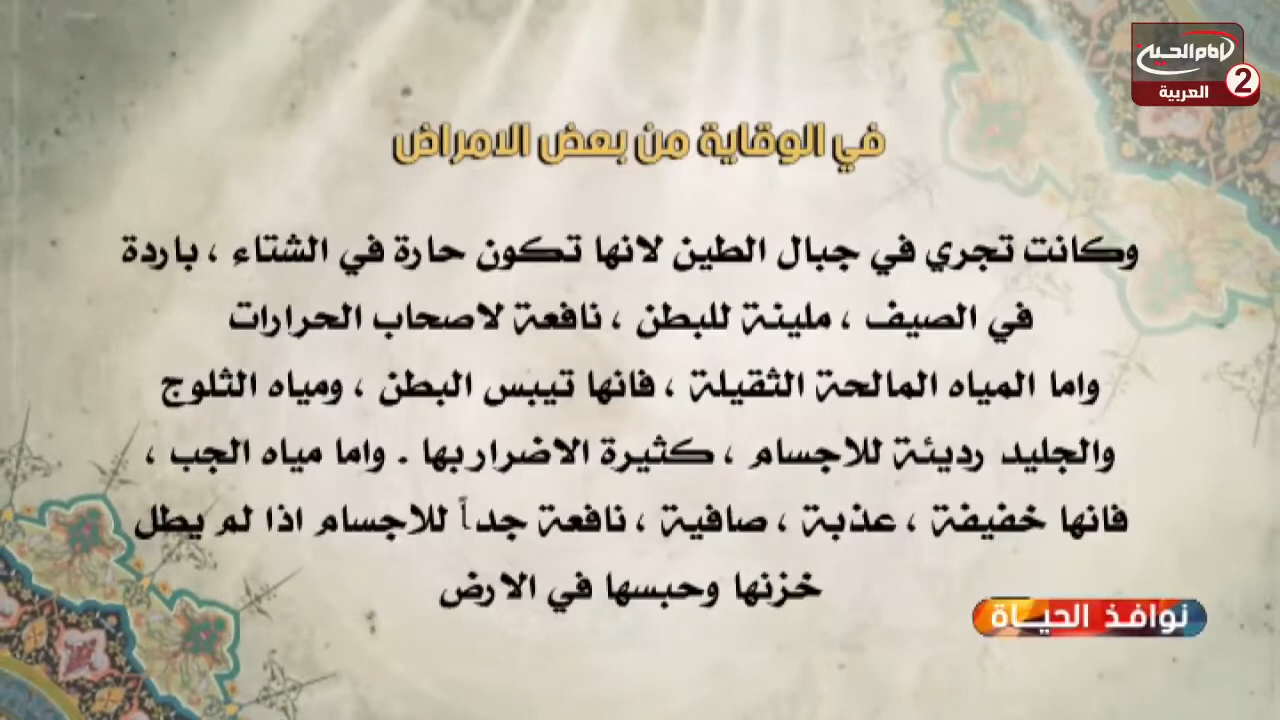 امام الحسين
2
العربية
في الوقاية من بعض الامراض
وكانت تجري في جبال الطين لانها تكون حارة في الشتاء ، باردة
في الصيف ، ملينة للبطن ، نافعة لاصحاب الحرارات
واما المياه المالحة الثقيلة ، فانها تيبس البطن ، ومياه الثلوج
والجليد رديئة للاجسام ، كثيرة الاضرار بها . واما مياه الجب ،
فانها خفيفة ، عذبة ، صافية ، نافعة جداً للاجسام اذا لم يطل
خزنها وحبسها في الارض
نوافذ الحياة